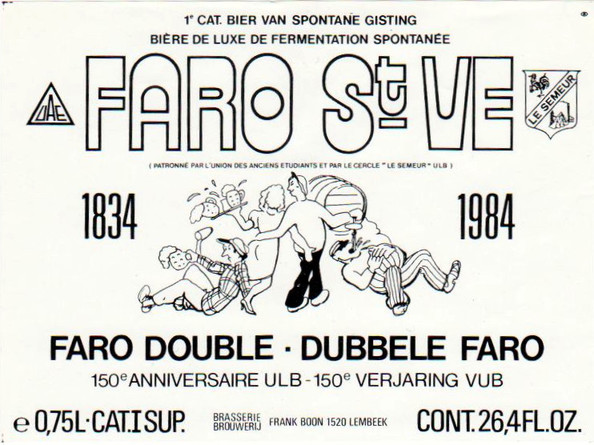 1e CAT. BIER VAN SPONTANE GISTING
BIÈRE DE LUXE DE FERMENTATION SPONTANÉE
UAE
FARO St VE
LE SEMEUR
( PATRONNÉ PAR L'UNION DES ANCIENS ETUDIANTS ET PAR LE CERCLE "LE SEMEUR" ULB )
1834
1984
FARO DOUBLE · DUBBELE FARO
150e ANNIVERSAIRE ULB - 150e VERJARING VUB
e 0,75L · CAT.I SUP.
BRASSERIE
BROUWERIJ FRANK BOON 1520 LEMBEEK
CONT. 26,4 FL.OZ.